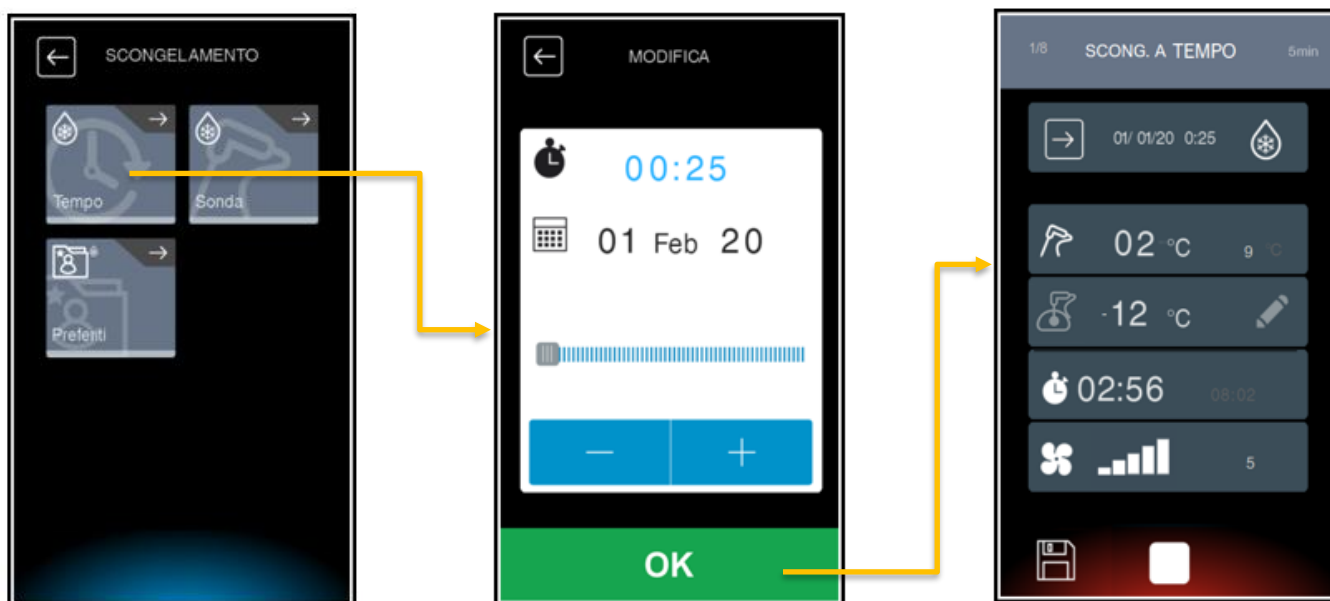 SCONGELAMENTO
Tempo
Sonda
Preferiti
MODIFICA
00:25
01 Feb 20
OK
1/8 SCONG. A TEMPO 5min
01/ 01/20 0:25
02 °C 9 °C
-12 °C
02:56 08:02
5